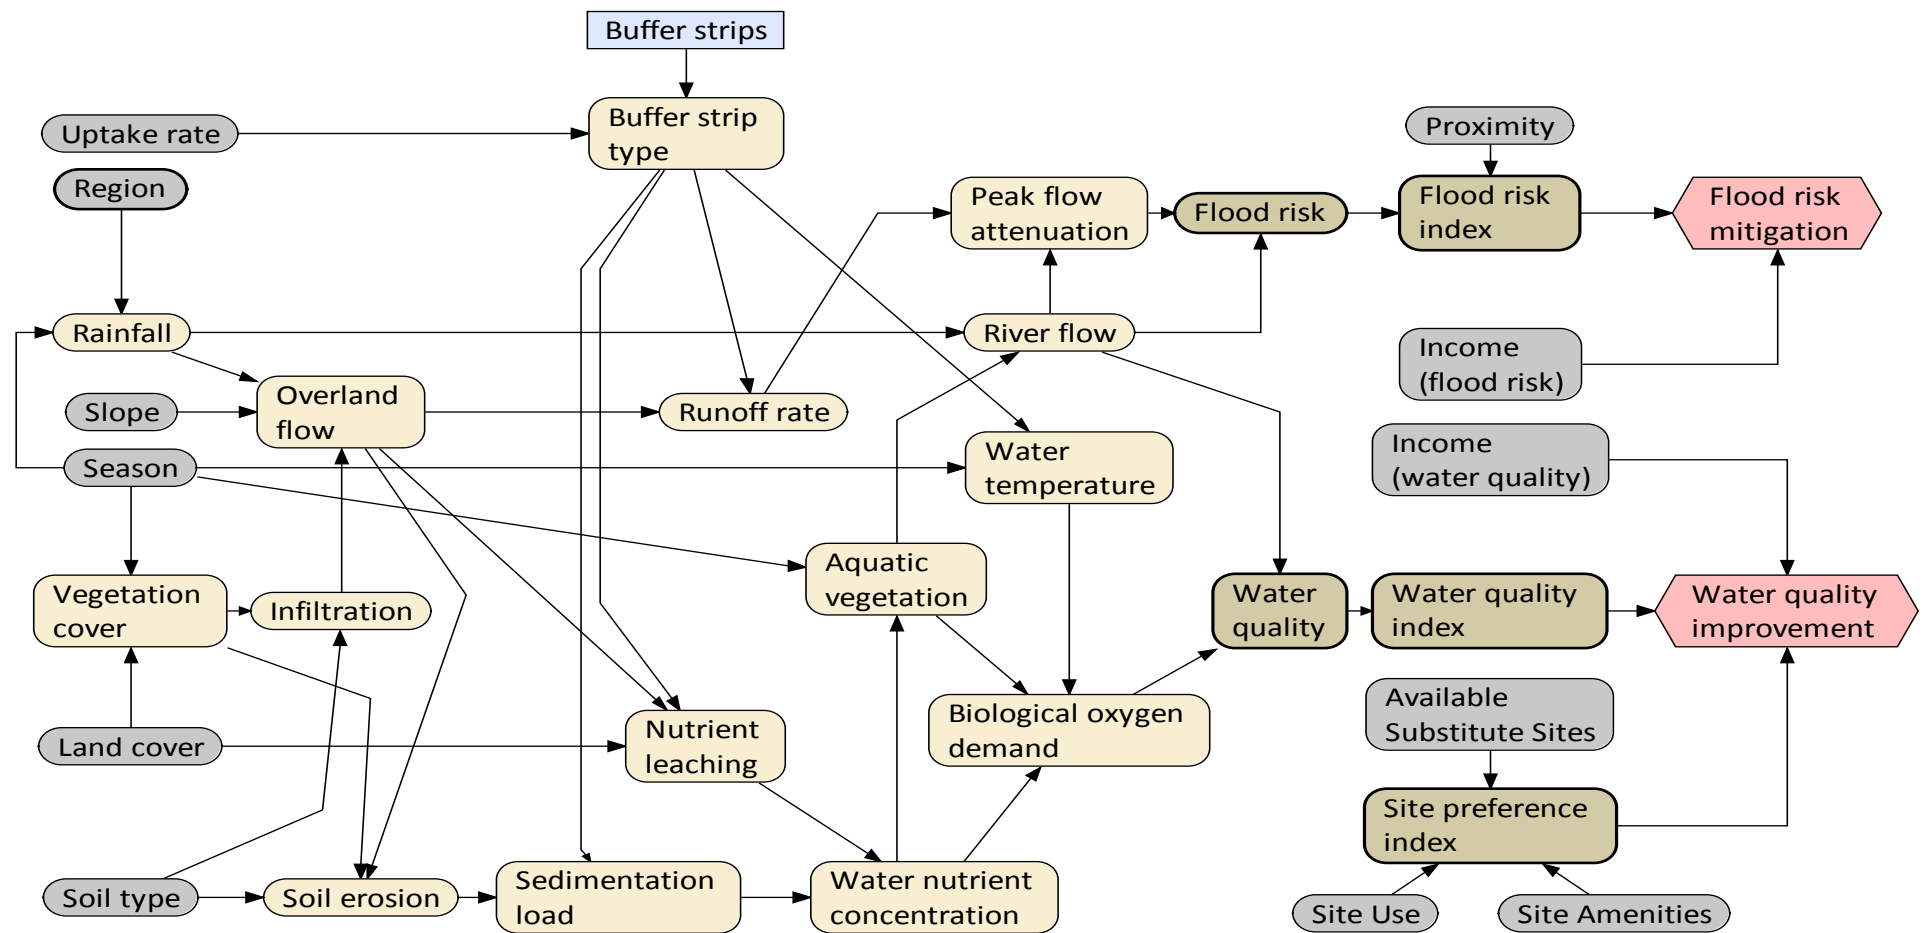 Buffer strips
Buffer strip
type
Uptake rate
Proximity
Region
Peak flow
attenuation
Flood risk
Flood risk
index
Flood risk
mitigation
Rainfall
River flow
Income
(flood risk)
Overland
flow
Slope
Runoff rate
Season
Water
temperature
Income
(water quality)
Vegetation
cover
Infiltration
Aquatic
vegetation
Water
quality
Water quality
index
Water quality
improvement
Land cover
Nutrient
leaching
Biological oxygen
demand
Available
Substitute Sites
Site preference
index
Soil type
Soil erosion
Sedimentation
load
Water nutrient
concentration
Site Use
Site Amenities